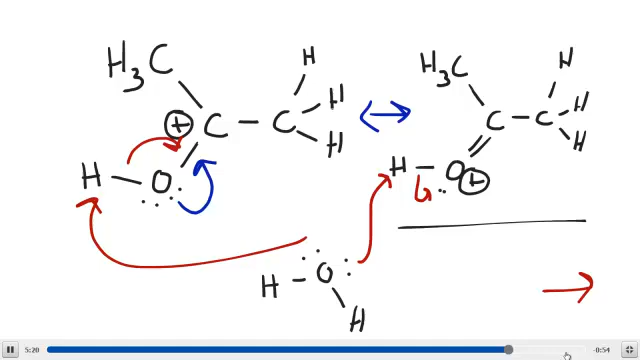 H₃C H H₃C H
⊕ C C H H ↔ C C H H
H O H O ⊕
H O H
5:20 -0:54